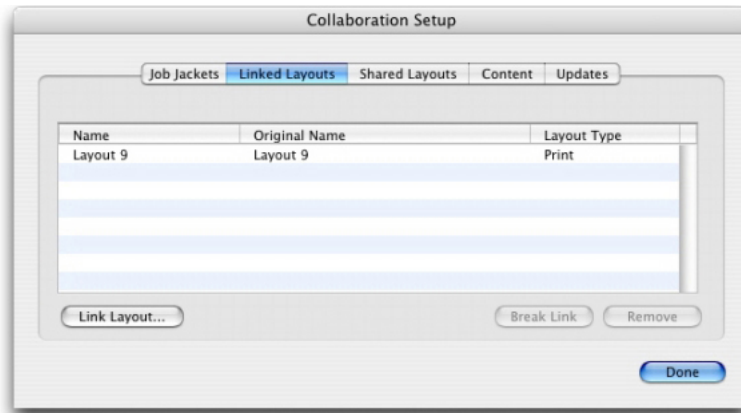 Collaboration Setup
Job Jackets Linked Layouts Shared Layouts Content Updates
Name Original Name Layout Type
Layout 9 Layout 9 Print
Link Layout... Break Link Remove
Done